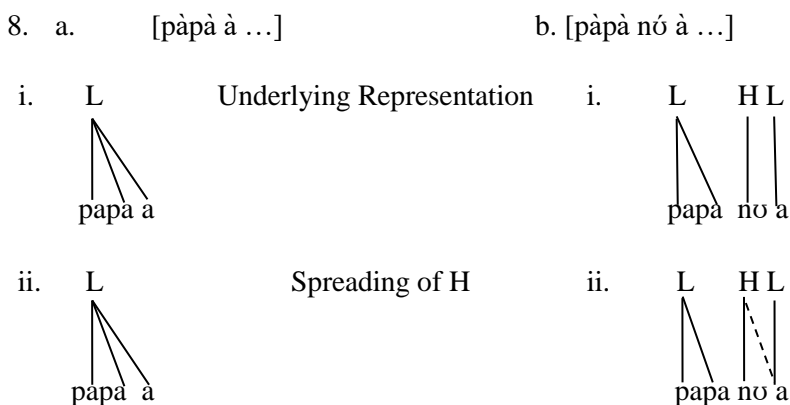 8. a. [pàpà à …] b. [pàpà nʊ́ à …]
i. L Underlying Representation i. L H L
papa a papa nʊ a
ii. L Spreading of H ii. L H L
papa a papa nʊ a